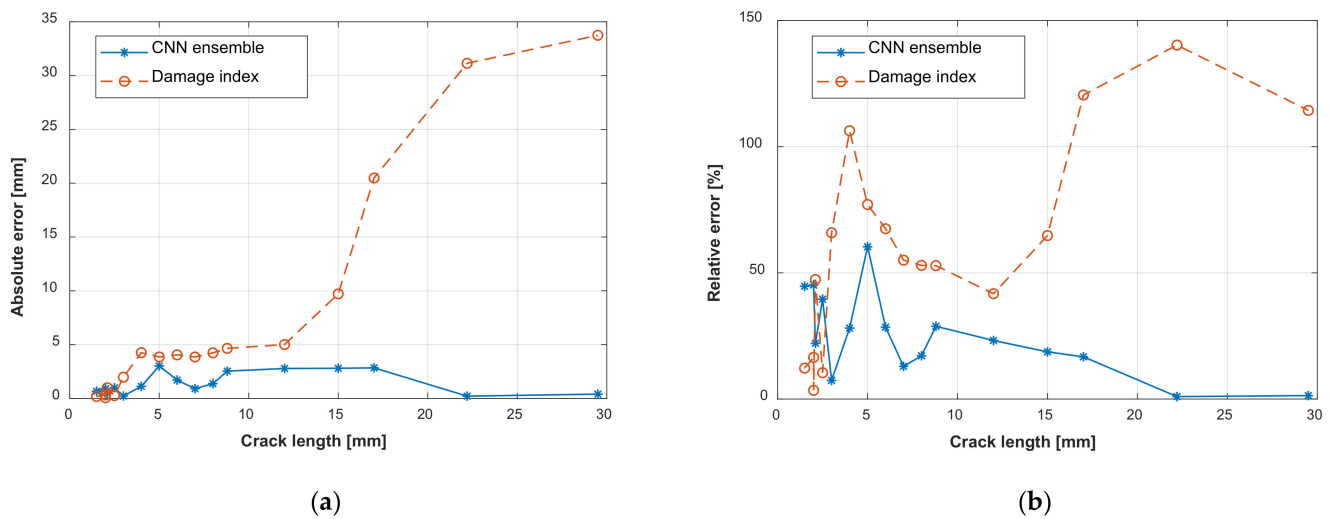 35
30
25
20
15
10
5
0
0
5
10
15
20
25
30
Absolute error [mm]
Crack length [mm]
CNN ensemble
Damage index
(a)
150
100
50
0
0
5
10
15
20
25
30
Relative error [%]
Crack length [mm]
CNN ensemble
Damage index
(b)